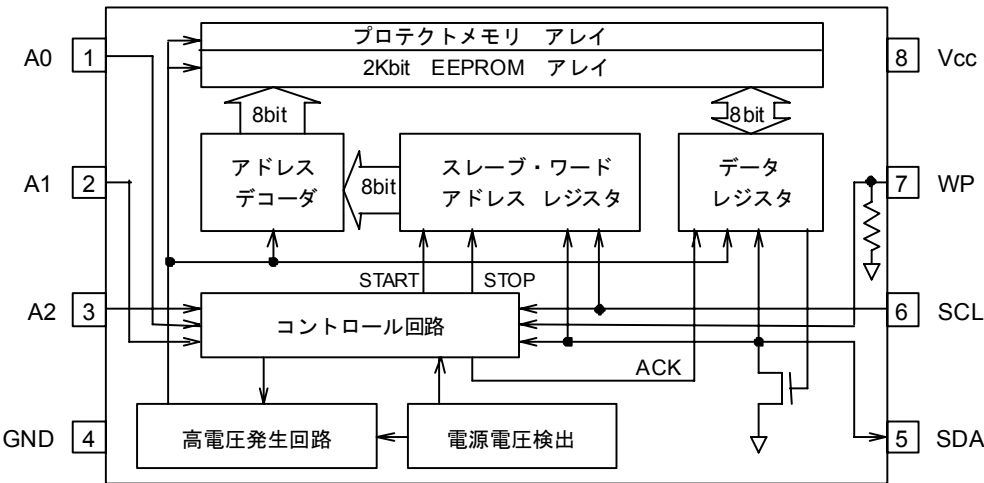 プロテクトメモリ アレイ
A0 1
8 Vcc
2Kbit EEPROM アレイ
8bit
8bit
アドレス
デコーダ
8bit
スレーブ・ワード
アドレス レジスタ
データ
レジスタ
A1 2
7 WP
START
STOP
A2 3
6 SCL
コントロール回路
ACK
GND 4
高電圧発生回路
電源電圧検出
5 SDA